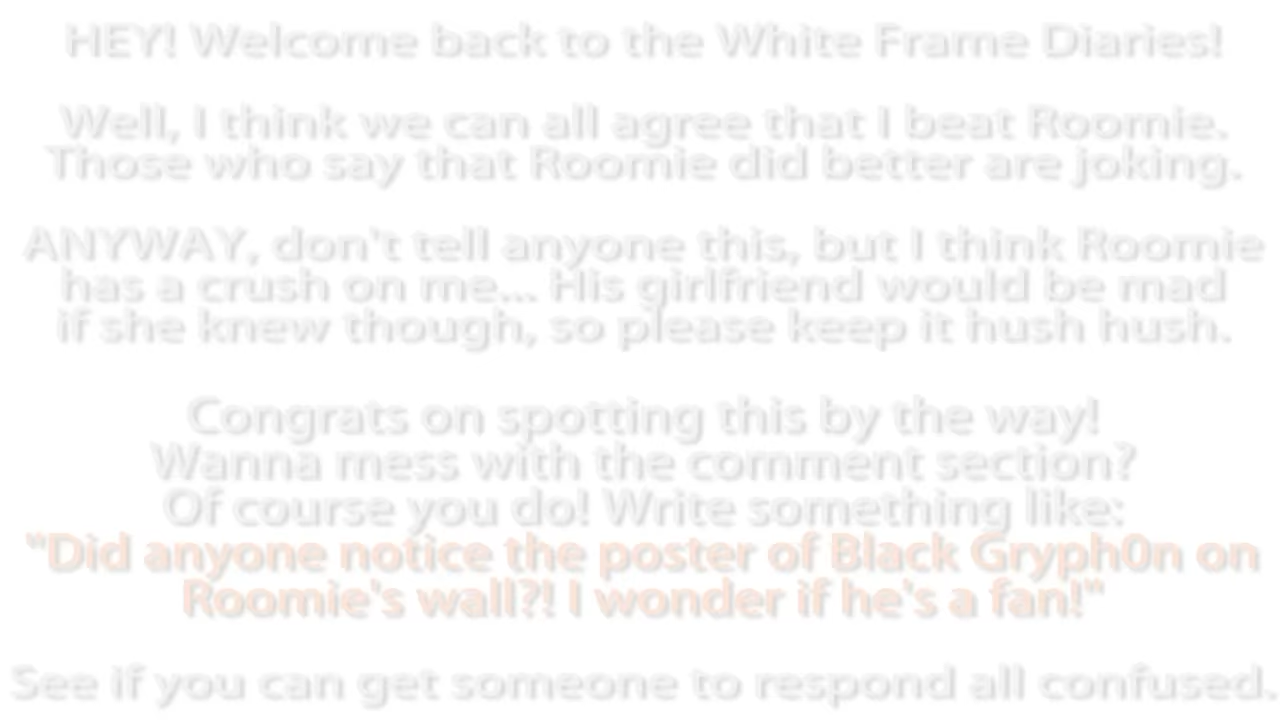 HEY! Welcome back to the White Frame Diaries!
Well, I think we can all agree that I beat Roomie.
Those who say that Roomie did better are joking.
ANYWAY, don't tell anyone this, but I think Roomie
has a crush on me... His girlfriend would be mad
if she knew though, so please keep it hush hush.
Congrats on spotting this by the way!
Wanna mess with the comment section?
Of course you do! Write something like:
"Did anyone notice the poster of Black Gryph0n on
Roomie's wall?! I wonder if he's a fan!"
See if you can get someone to respond all confused.